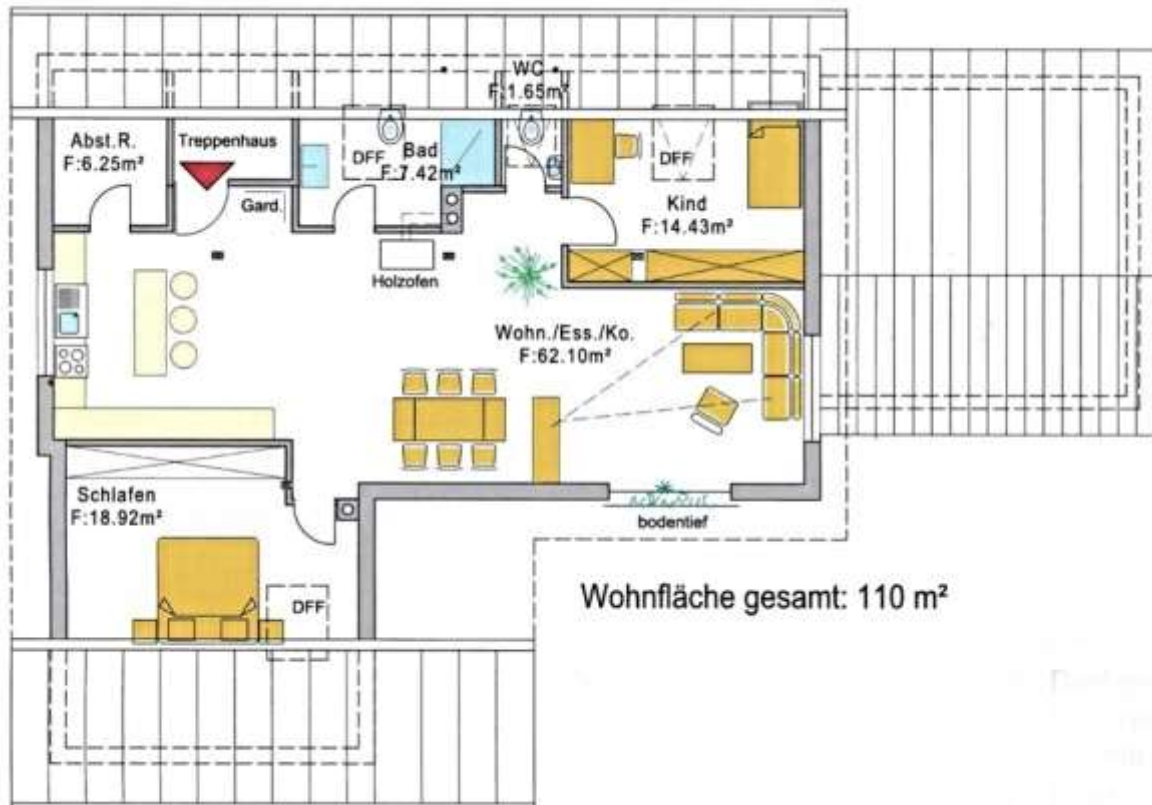 WC
F:1.65m²
Abst.R.
F:6.25m²
Treppenhaus
DFF
Bad
F:7.42m²
DFF
Gard.
Kind
F:14.43m²
Holzofen
Wohn./Ess./Ko.
F:62.10m²
Schlafen
F:18.92m²
bodentief
DFF
Wohnfläche gesamt: 110 m²